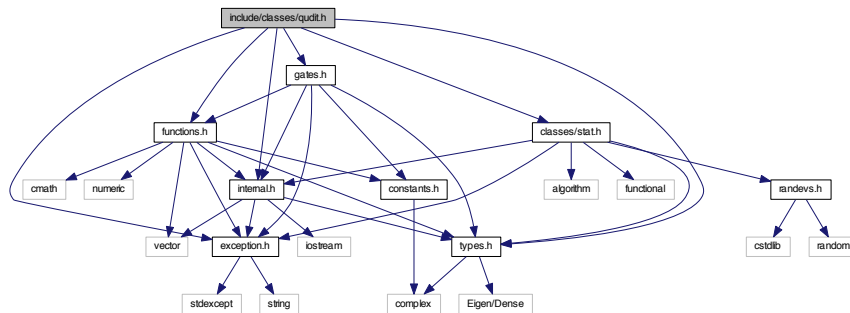 include/classes/qudit.h
gates.h
functions.h
classes/stat.h
cmath
numeric
internal.h
constants.h
algorithm
functional
randevs.h
vector
exception.h
iostream
types.h
cstdlib
random
stdexcept
string
complex
Eigen/Dense